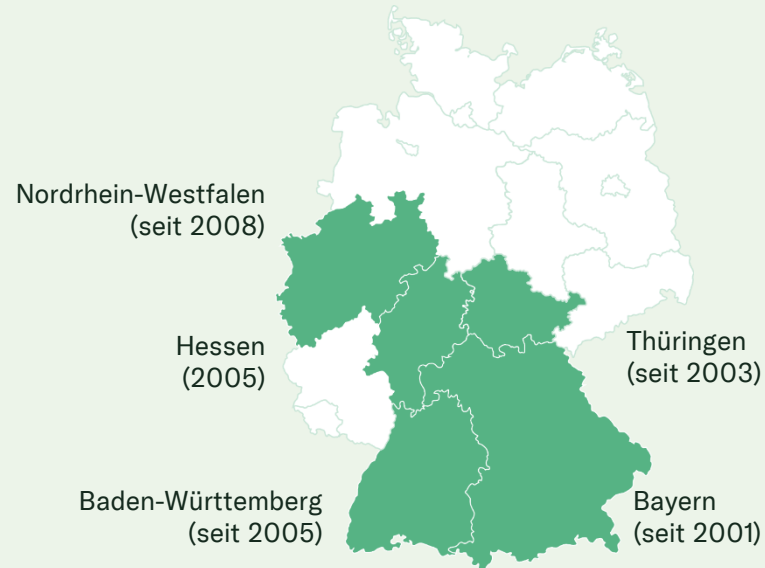 Nordrhein-Westfalen
(seit 2008)
Hessen
(2005)
Thüringen
(seit 2003)
Baden-Württemberg
(seit 2005)
Bayern
(seit 2001)